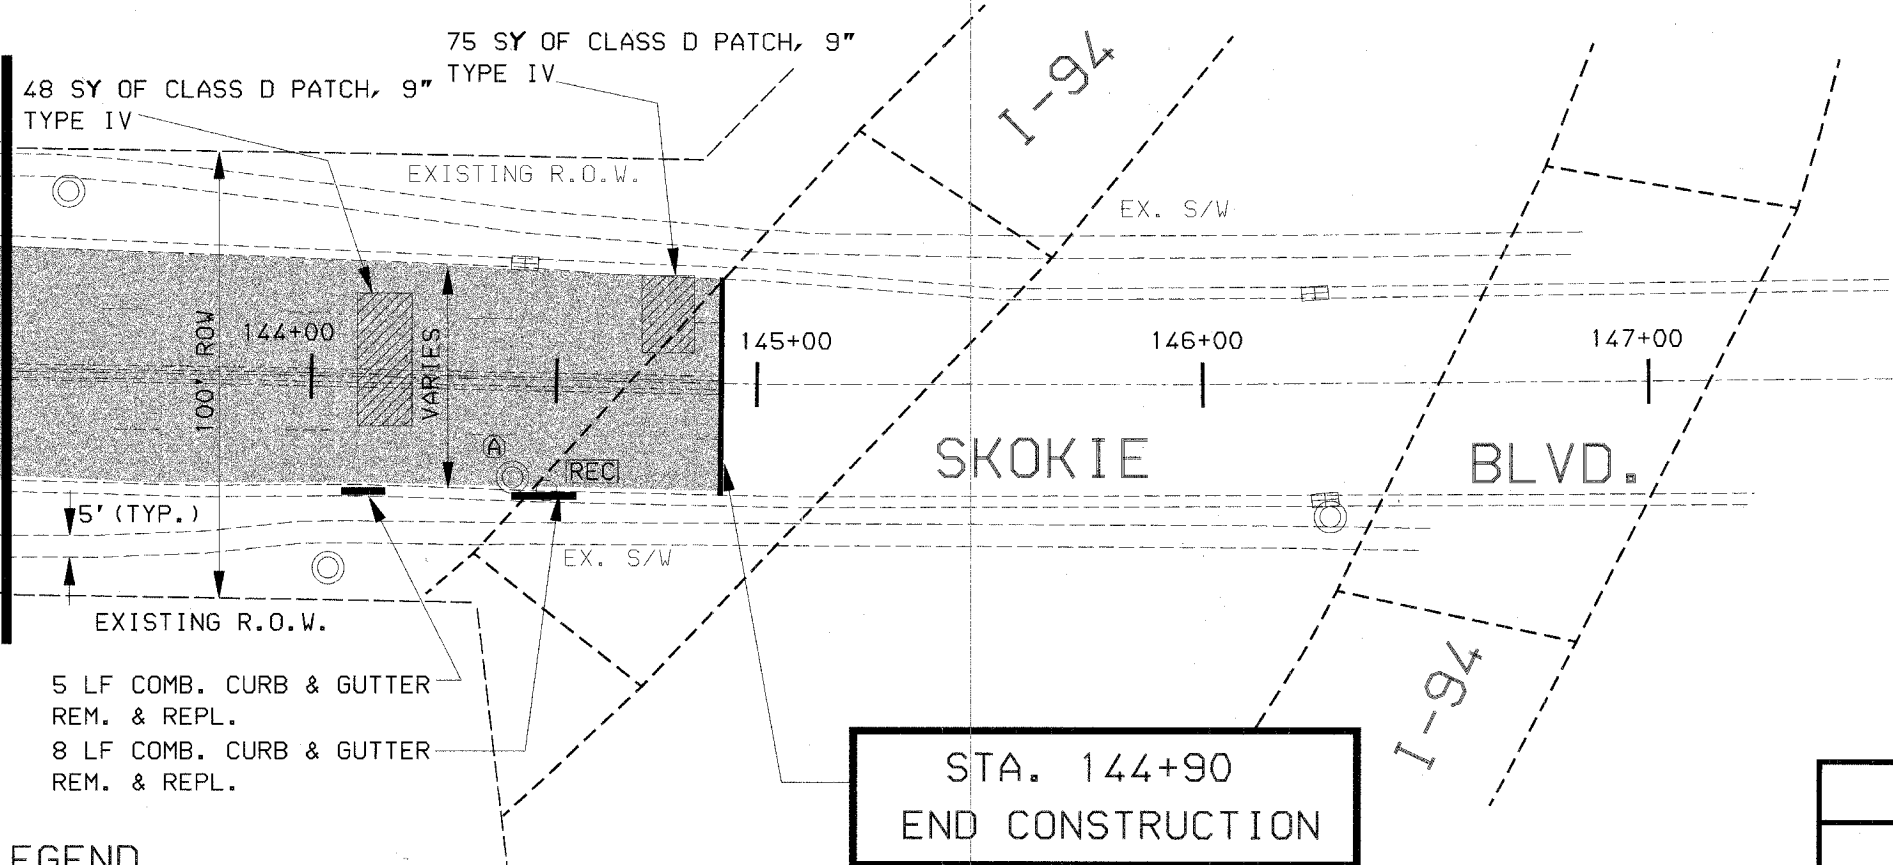 75 SY OF CLASS D PATCH, 9"
TYPE IV
48 SY OF CLASS D PATCH, 9"
TYPE IV
I-94
EXISTING R.O.W.
EX. S/W
144+00
100' ROW
VARIES
145+00
146+00
147+00
A
REC
SKOKIE BLVD.
5' (TYP.)
EX. S/W
EXISTING R.O.W.
5 LF COMB. CURB & GUTTER
REM. & REPL.
8 LF COMB. CURB & GUTTER
REM. & REPL.
I-94
STA. 144+90
END CONSTRUCTION
EGEND